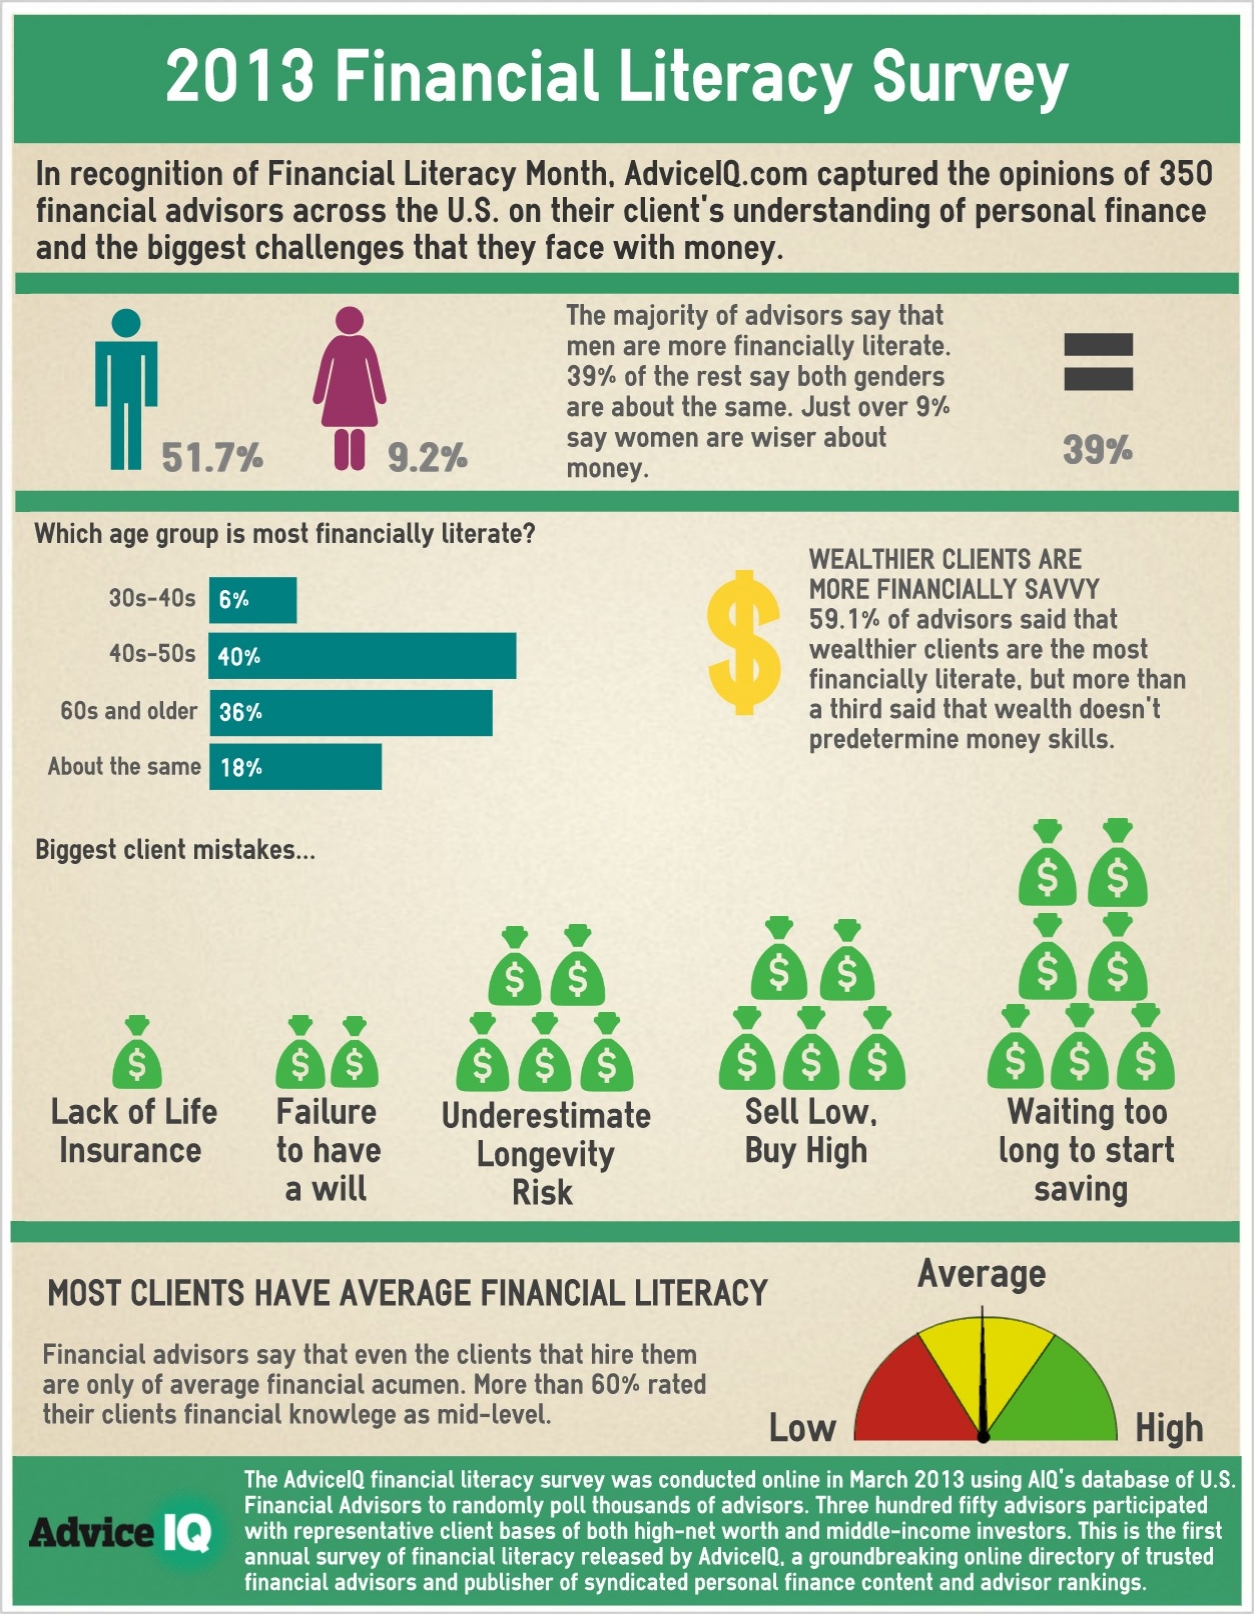 2013 Financial Literacy Survey
In recognition of Financial Literacy Month, AdviceIQ.com captured the opinions of 350
financial advisors across the U.S. on their client's understanding of personal finance
and the biggest challenges that they face with money.
51.7%
9.2%
The majority of advisors say that
men are more financially literate.
39% of the rest say both genders
are about the same. Just over 9%
say women are wiser about
money.
39%
Which age group is most financially literate?
30s-40s 6%
40s-50s 40%
60s and older 36%
About the same 18%
$
WEALTHIER CLIENTS ARE
MORE FINANCIALLY SAVVY
59.1% of advisors said that
wealthier clients are the most
financially literate, but more than
a third said that wealth doesn't
predetermine money skills.
Biggest client mistakes...
$ $
$ $ $ $ $ $
$ $ $ $ $ $ $ $ $ $ $ $
Lack of Life
Insurance
Failure
to have
a will
Underestimate
Longevity
Risk
Sell Low,
Buy High
Waiting too
long to start
saving
MOST CLIENTS HAVE AVERAGE FINANCIAL LITERACY
Financial advisors say that even the clients that hire them
are only of average financial acumen. More than 60% rated
their clients financial knowlege as mid-level.
Average
Low
High
Advice IQ
The AdviceIQ financial literacy survey was conducted online in March 2013 using AIQ's database of U.S.
Financial Advisors to randomly poll thousands of advisors. Three hundred fifty advisors participated
with representative client bases of both high-net worth and middle-income investors. This is the first
annual survey of financial literacy released by AdviceIQ, a groundbreaking online directory of trusted
financial advisors and publisher of syndicated personal finance content and advisor rankings.